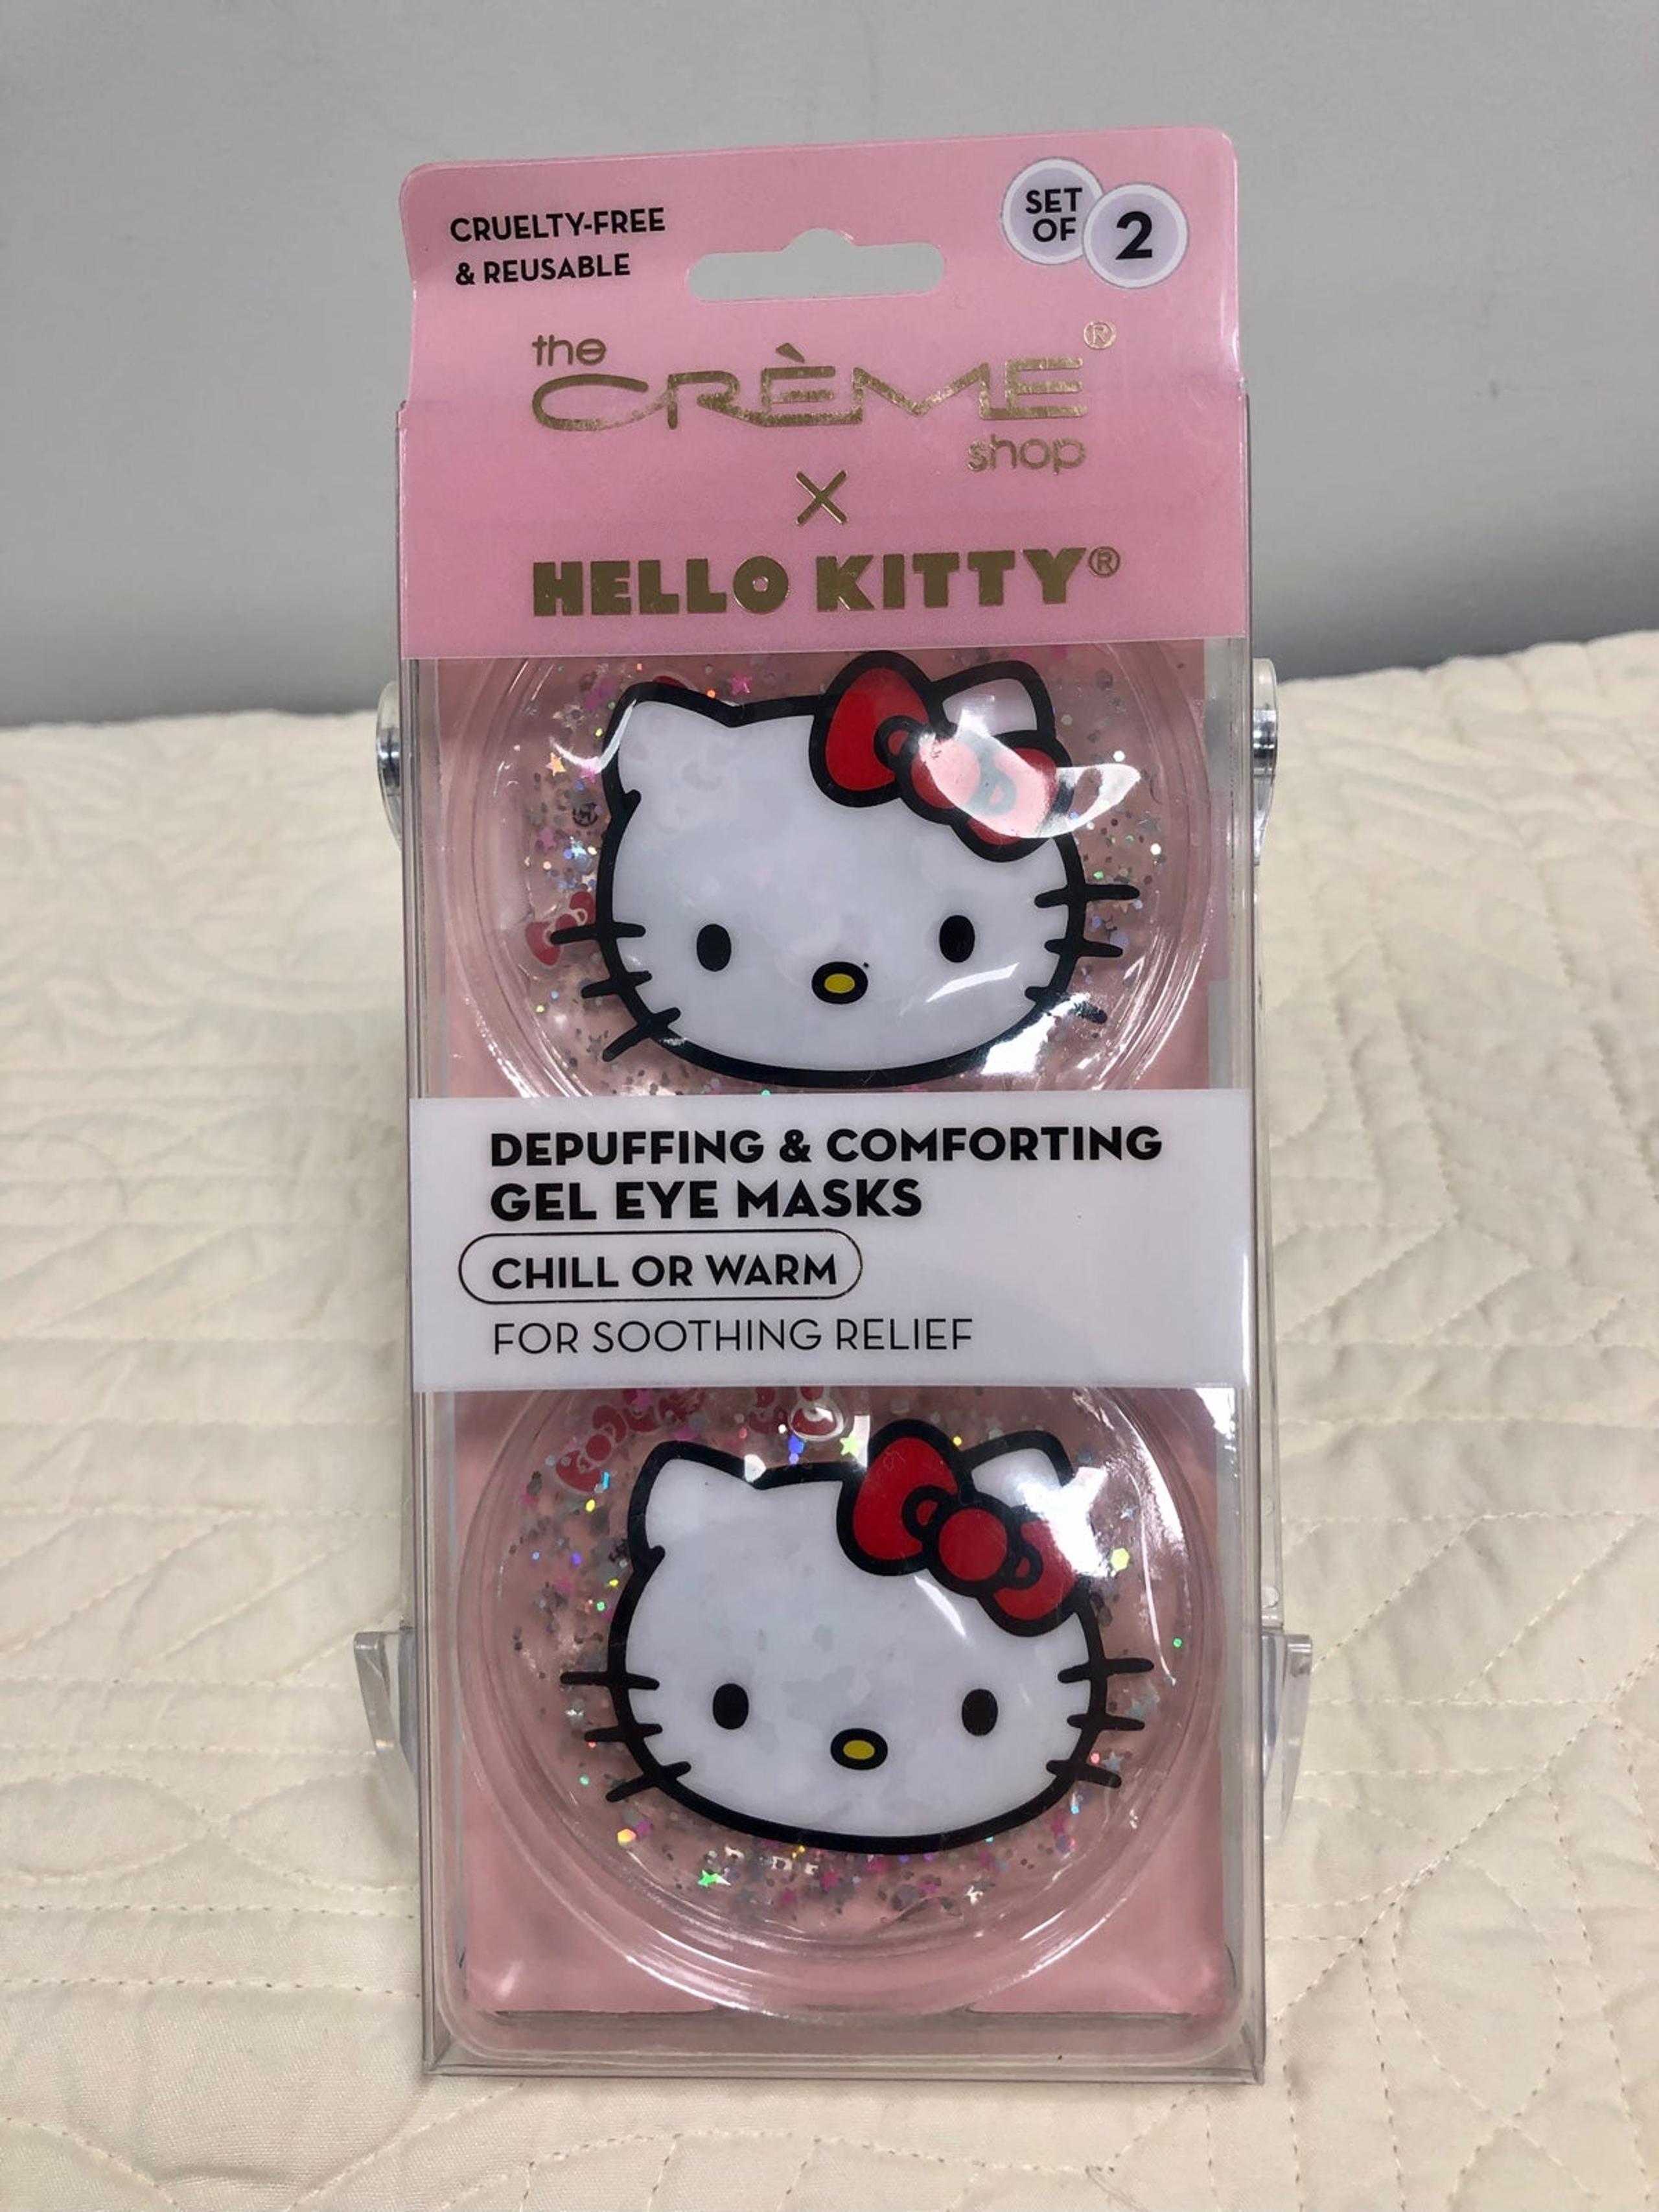 CRUELTY-FREE
& REUSABLE
SET
OF
2
the
CRÈME®
shop
X
HELLO KITTY®
DEPUFFING & COMFORTING
GEL EYE MASKS
CHILL OR WARM
FOR SOOTHING RELIEF